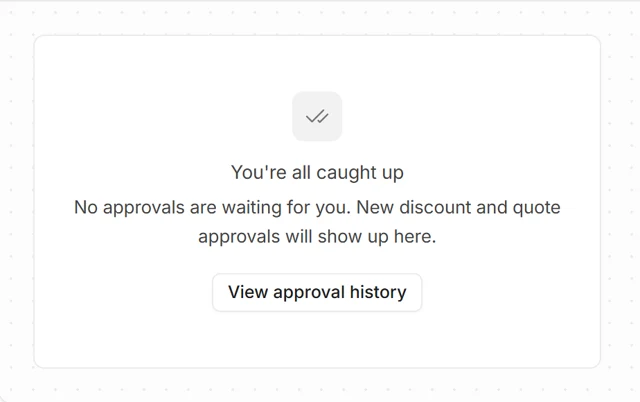 You're all caught up
No approvals are waiting for you. New discount and quote
approvals will show up here.
View approval history